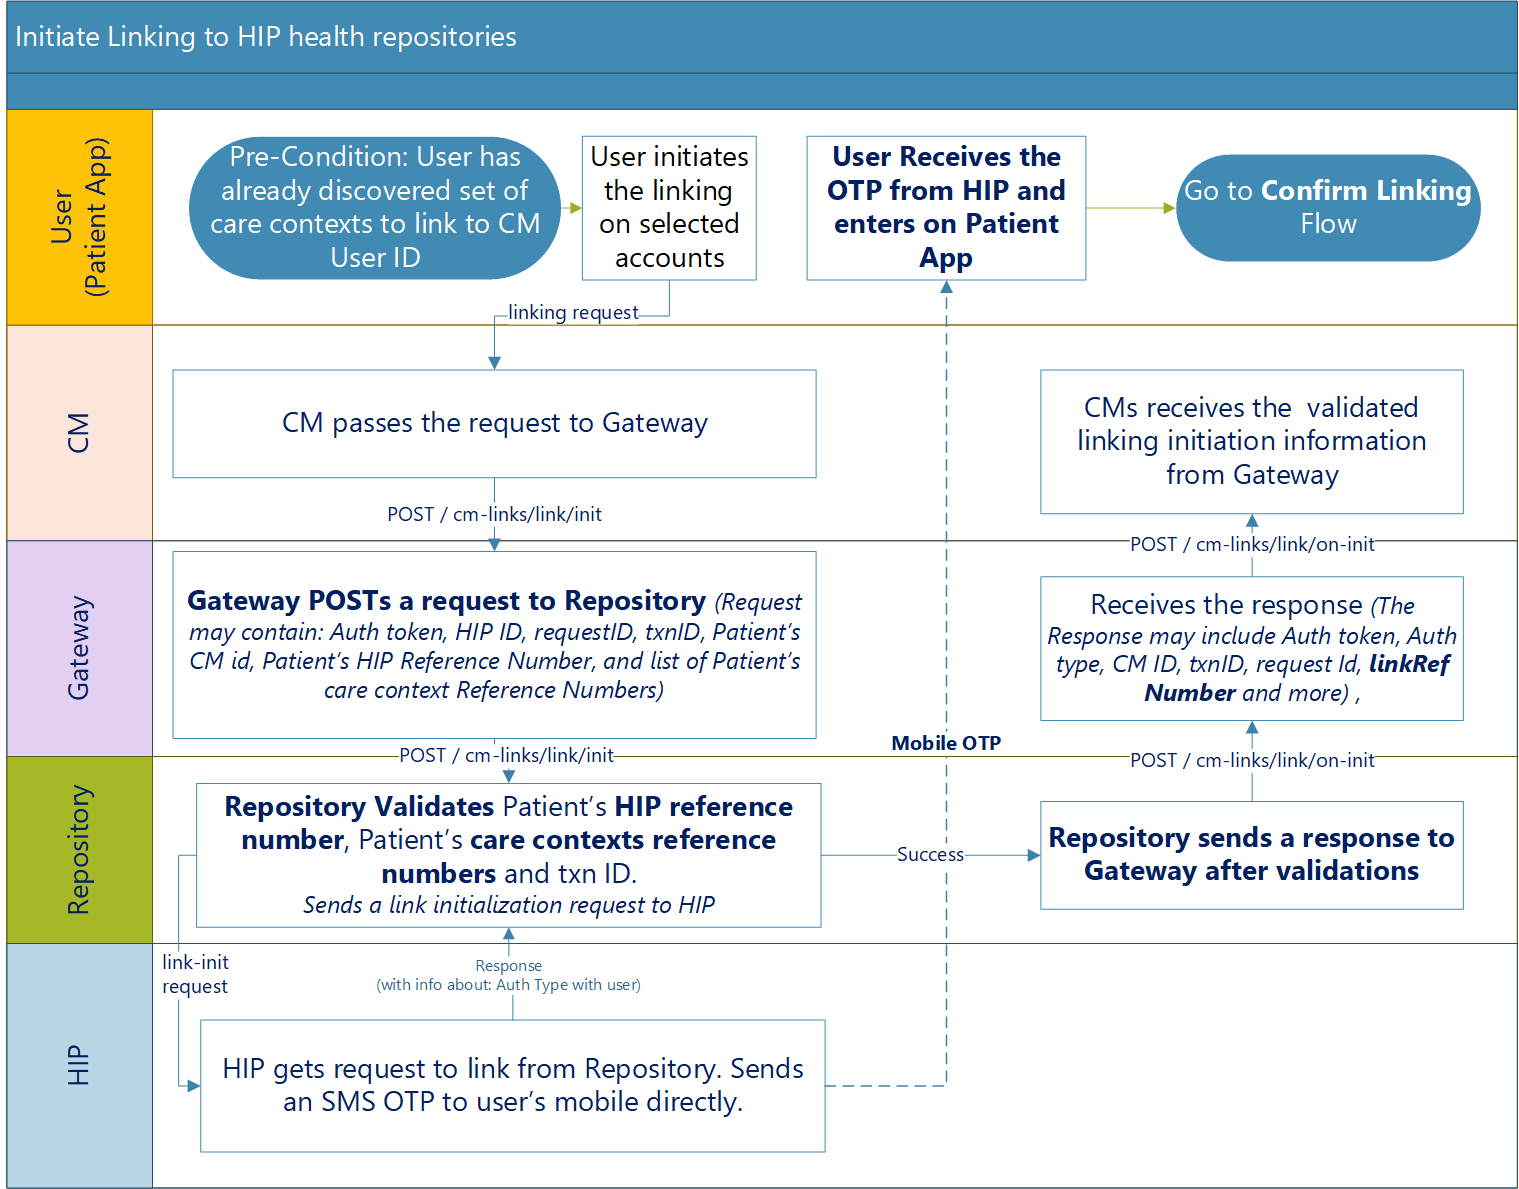 Initiate Linking to HIP health repositories
User
(Patient App)
Pre-Condition: User has
already discovered set of
care contexts to link to CM
User ID
User initiates
the linking
on selected
accounts
User Receives the
OTP from HIP and
enters on Patient
App
Go to Confirm Linking
Flow
linking request
CM
CM passes the request to Gateway
CMs receives the  validated
linking initiation information
from Gateway
POST / cm-links/link/init
POST / cm-links/link/on-init
Gateway
Gateway POSTs a request to Repository (Request
may contain: Auth token, HIP ID, requestID, txnID, Patient’s
CM id, Patient’s HIP Reference Number, and list of Patient’s
care context Reference Numbers)
Receives the response (The
Response may include Auth token, Auth
type, CM ID, txnID, request Id, linkRef
Number and more) ,
Mobile OTP
POST / cm-links/link/init
POST / cm-links/link/on-init
Repository
Repository Validates Patient’s HIP reference
number, Patient’s care contexts reference
numbers and txn ID.
Sends a link initialization request to HIP
Success
Repository sends a response to
Gateway after validations
link-init
request
Response
(with info about: Auth Type with user)
HIP
HIP gets request to link from Repository. Sends
an SMS OTP to user’s mobile directly.